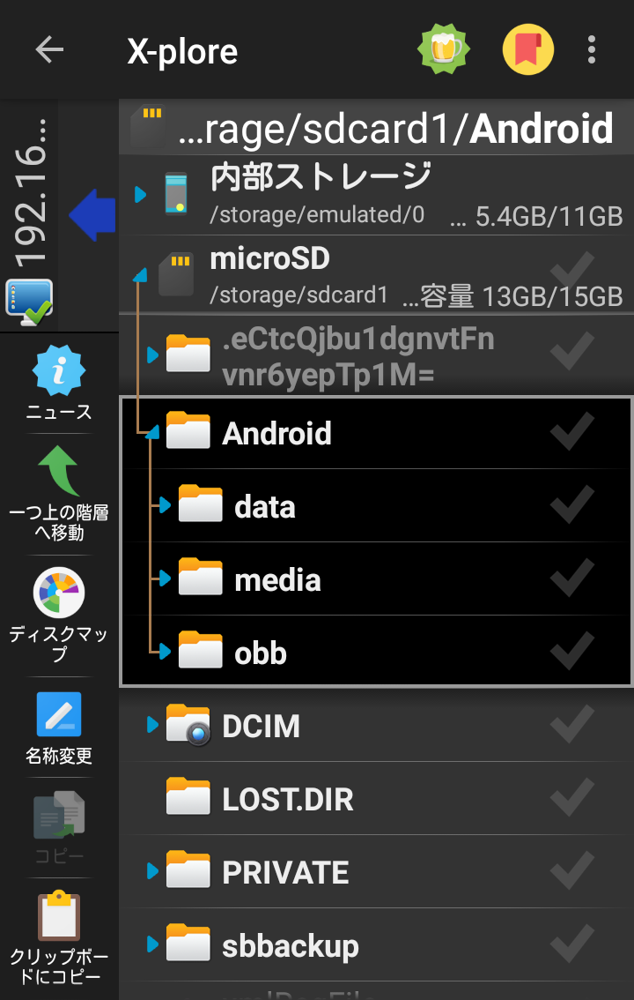 X-plore
192.16...
...rage/sdcard1/Android
内部ストレージ
/storage/emulated/0 ... 5.4GB/11GB
microSD
/storage/sdcard1 ...容量 13GB/15GB
.eCtcQjbu1dgnvtFn
vnr6yepTp1M=
Android
data
media
obb
DCIM
LOST.DIR
PRIVATE
sbbackup
ニュース
一つ上の階層
へ移動
ディスクマッ
プ
名称変更
コピー
クリップボー
ドにコピー